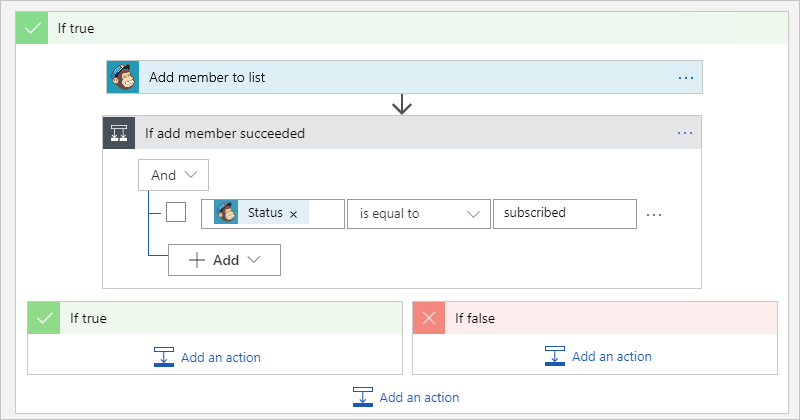 If true
Add member to list
If add member succeeded
And
Status × is equal to subscribed
+ Add
If true
If false
Add an action
Add an action
Add an action